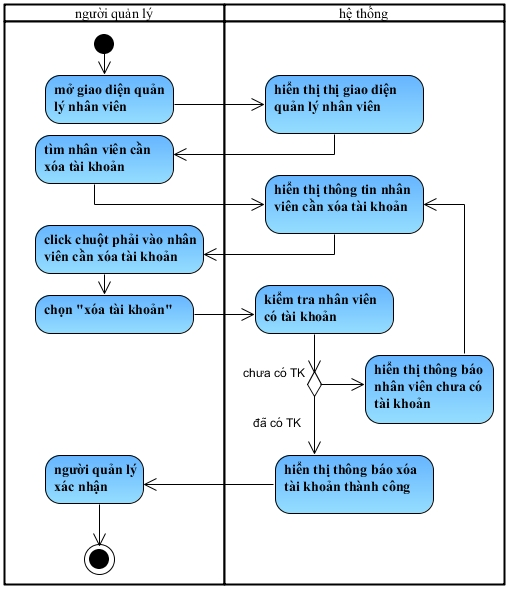 người quản lý
hệ thống
mở giao diện quản
lý nhân viên
hiển thị thị giao diện
quản lý nhân viên
tìm nhân viên cần
xóa tài khoản
hiển thị thông tin nhân
viên cần xóa tài khoản
click chuột phải vào nhân
viên cần xóa tài khoản
chọn "xóa tài khoản"
kiểm tra nhân viên
có tài khoản
chưa có TK
hiển thị thông báo
nhân viên chưa có
tài khoản
đã có TK
người quản lý
xác nhận
hiển thị thông báo xóa
tài khoản thành công